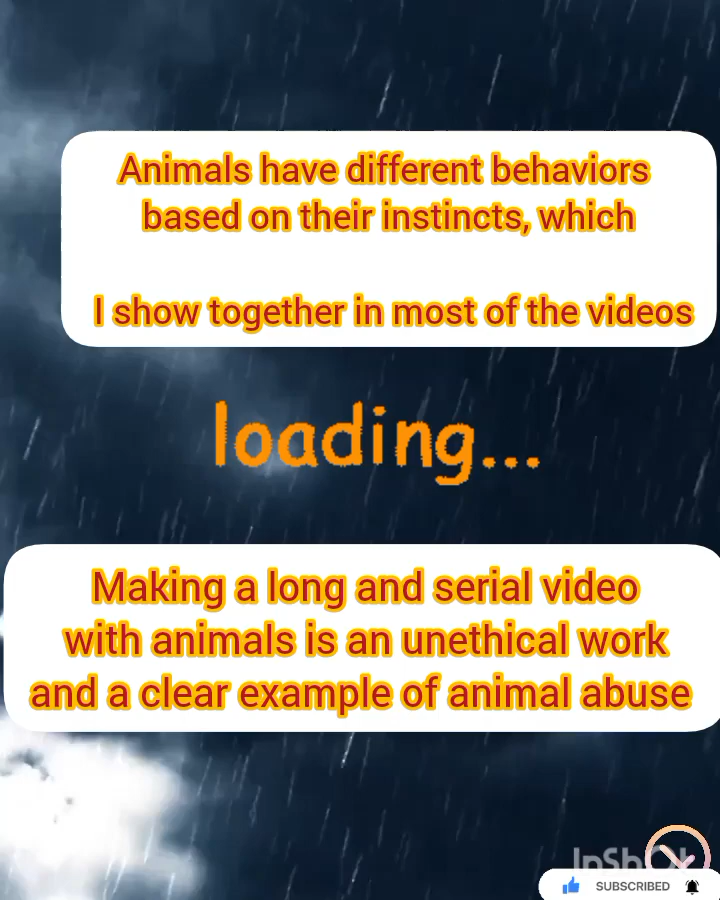 Animals have different behaviors
based on their instincts, which
I show together in most of the videos
loading...
Making a long and serial video
with animals is an unethical work
and a clear example of animal abuse
SUBSCRIBED